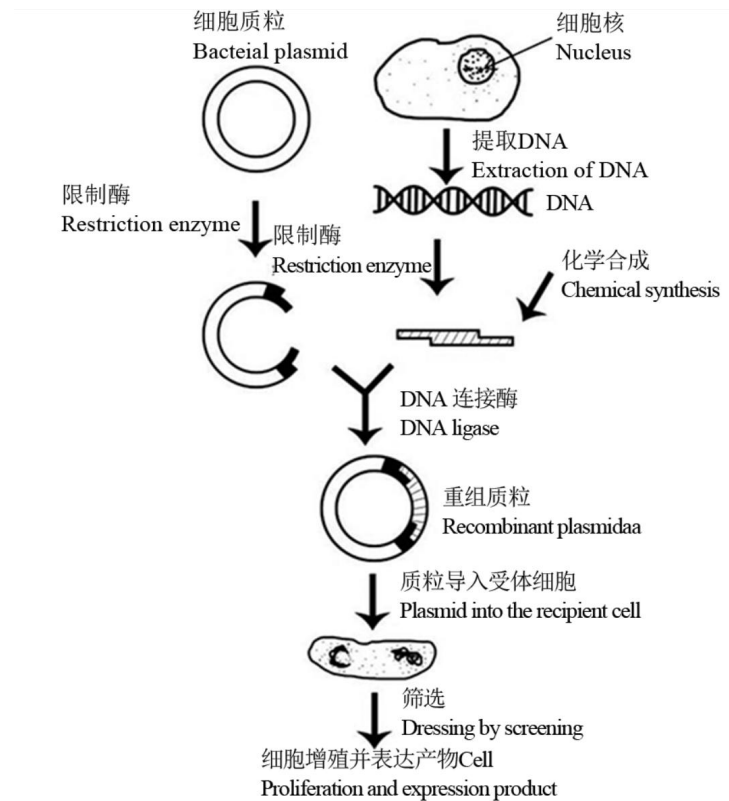 细胞质粒
Bacteial plasmid
细胞核
Nucleus
提取DNA
Extraction of DNA
DNA
限制酶
Restriction enzyme
限制酶
Restriction enzyme
化学合成
Chemical synthesis
DNA 连接酶
DNA ligase
重组质粒
Recombinant plasmidaa
质粒导入受体细胞
Plasmid into the recipient cell
筛选
Dressing by screening
细胞增殖并表达产物Cell
Proliferation and expression product